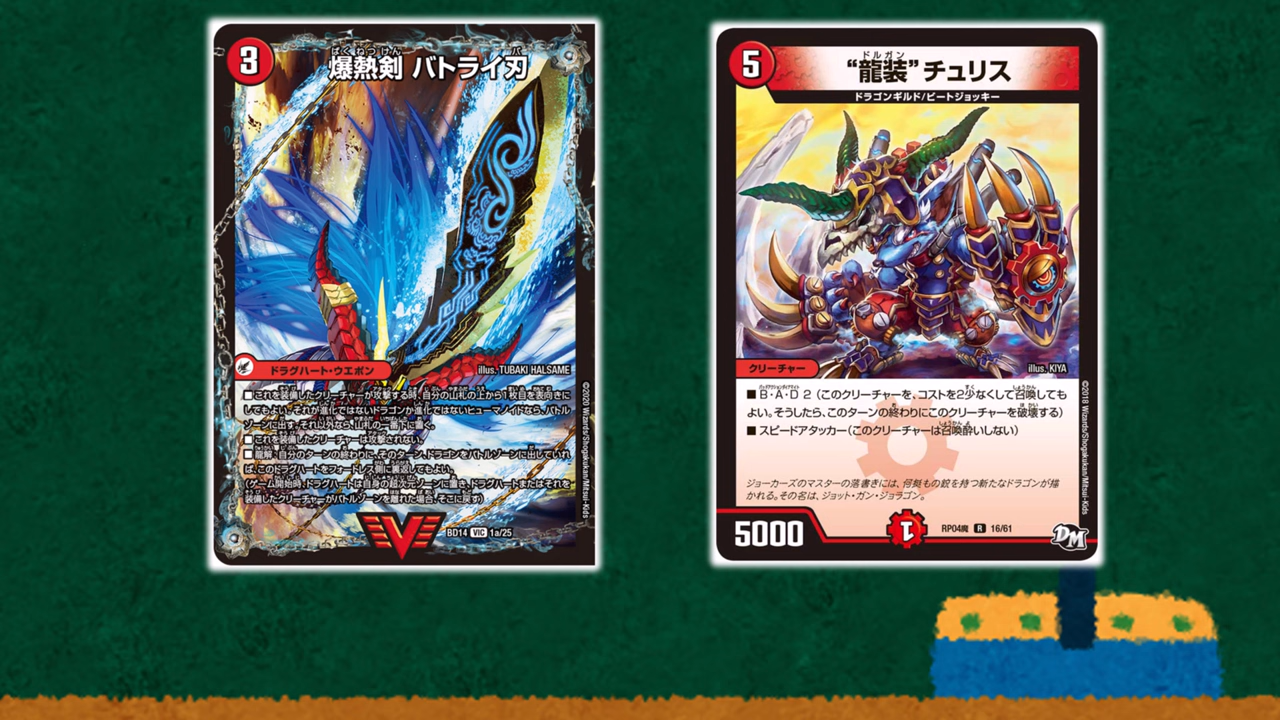 3
爆熱剣 バトライ刃
ばくねつけん
バ
ドラグハート・ウエポン
illus. TUBAKI HALSAME
■これを装備したクリーチャーが攻撃する時、自分の山札の上から1枚目を表向きに
してもよい。それが進化ではないドラゴンか進化ではないヒューマノイドなら、バトル
ゾーンに出す。それ以外なら、山札の一番下に置く。
■これを装備したクリーチャーは攻撃されない。
■龍解:自分のターンの終わりに、そのターン、ドラゴンをバトルゾーンに出していれ
ば、このドラグハートをフォートレス側に裏返してもよい。
(ゲーム開始時、ドラグハートは自身の超次元ゾーンに置き、ドラグハートまたはそれを
装備したクリーチャーがバトルゾーンを離れた場合、そこに戻す)
BD14 VIC 1a/25
©2020 Wizards/Shogakukan/Mitsui-Kids
5
ドルガン
“龍装”チュリス
ドラゴンギルド/ビートジョッキー
クリーチャー
illus. KIYA
■B・A・D 2(このクリーチャーを、コストを2少なくして召喚しても
よい。そうしたら、このターンの終わりにこのクリーチャーを破壊する)
■スピードアタッカー(このクリーチャーは召喚酔いしない)
ジョーカーズのマスターの落書きには、何挺もの銃を持つ新たなドラゴンが描
かれる。その名は、ジョット・ガン・ジョラゴン。
5000
1
RP04魔 R 16/61
DM
©2018 Wizards/Shogakukan/Mitsui-Kids